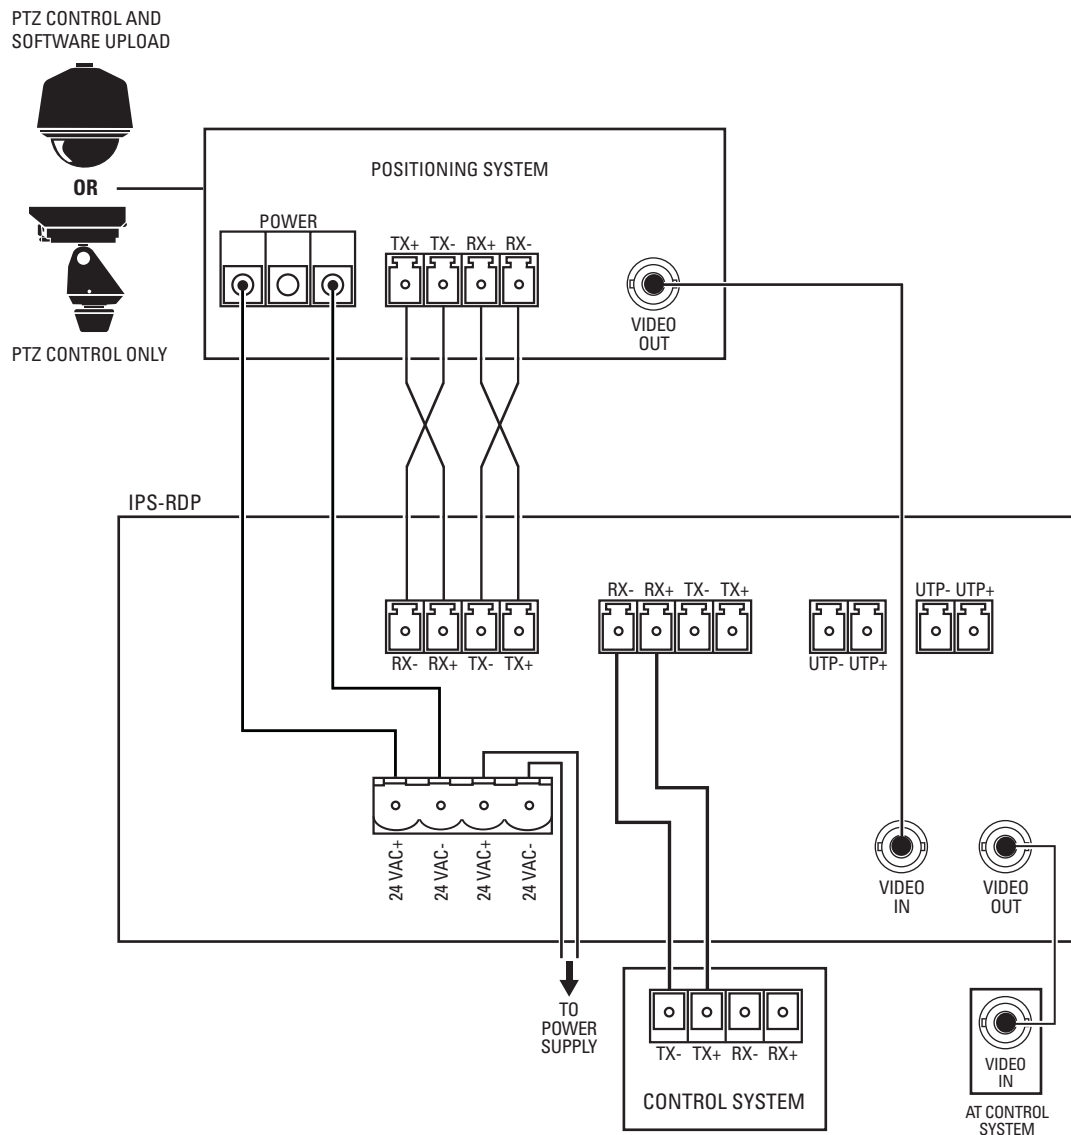 PTZ CONTROL AND
SOFTWARE UPLOAD
OR
PTZ CONTROL ONLY
POSITIONING SYSTEM
POWER
TX+ TX- RX+ RX-
VIDEO
OUT
IPS-RDP
RX- RX+ TX- TX+
RX- RX+ TX- TX+
UTP- UTP+
UTP- UTP+
24 VAC+
24 VAC-
24 VAC+
24 VAC-
VIDEO
IN
VIDEO
OUT
TO
POWER
SUPPLY
TX- TX+ RX- RX+
CONTROL SYSTEM
VIDEO
IN
AT CONTROL
SYSTEM